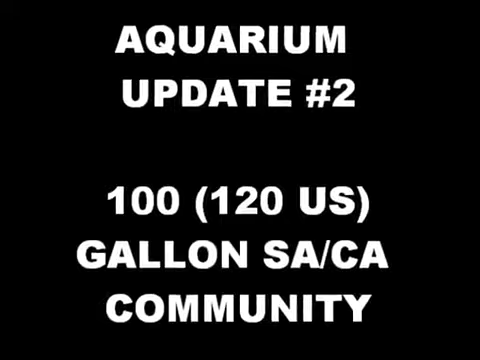 AQUARIUM
UPDATE #2
100 (120 US)
GALLON SA/CA
COMMUNITY